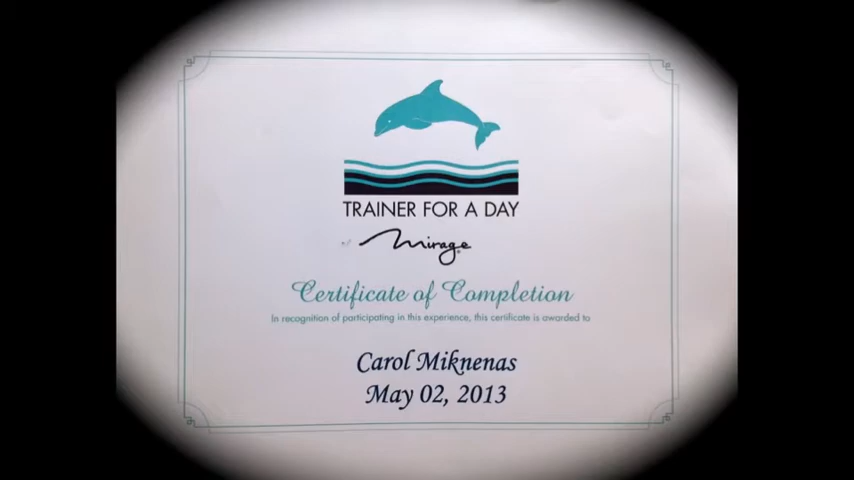 TRAINER FOR A DAY
Mirage
Certificate of Completion
In recognition of participating in this experience, this certificate is awarded to
Carol Miknenas
May 02, 2013